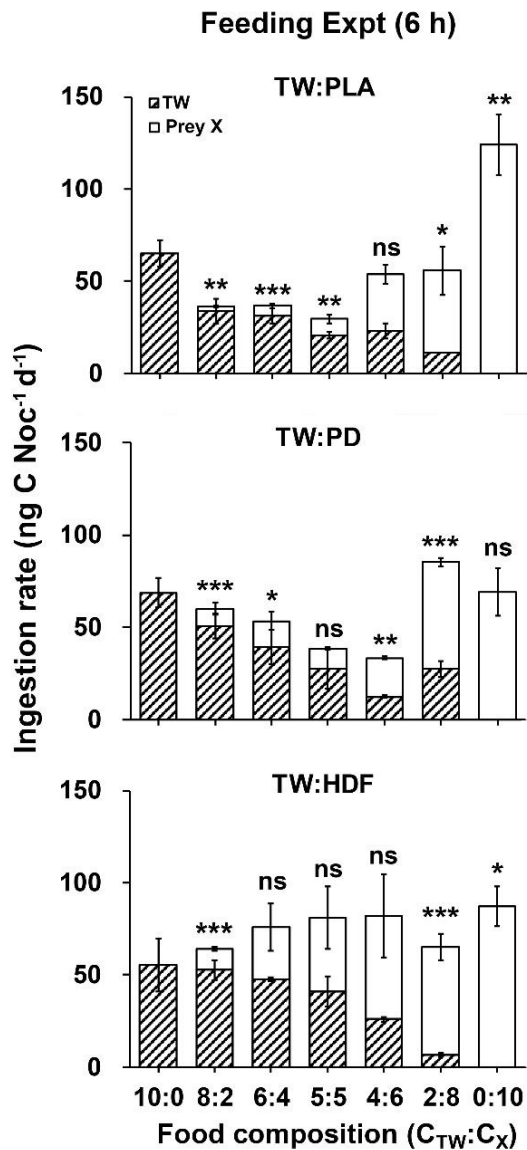 Feeding Expt (6 h)
TW:PLA
TW
Prey X
150
100
50
0
** *** ** ns * **
TW:PD
150
100
50
0
*** * ns ** *** ns
TW:HDF
150
100
50
0
*** ns ns ns *** *
10:0 8:2 6:4 5:5 4:6 2:8 0:10
Food composition (C_TW:C_X)
Ingestion rate (ng C Noc⁻¹ d⁻¹)